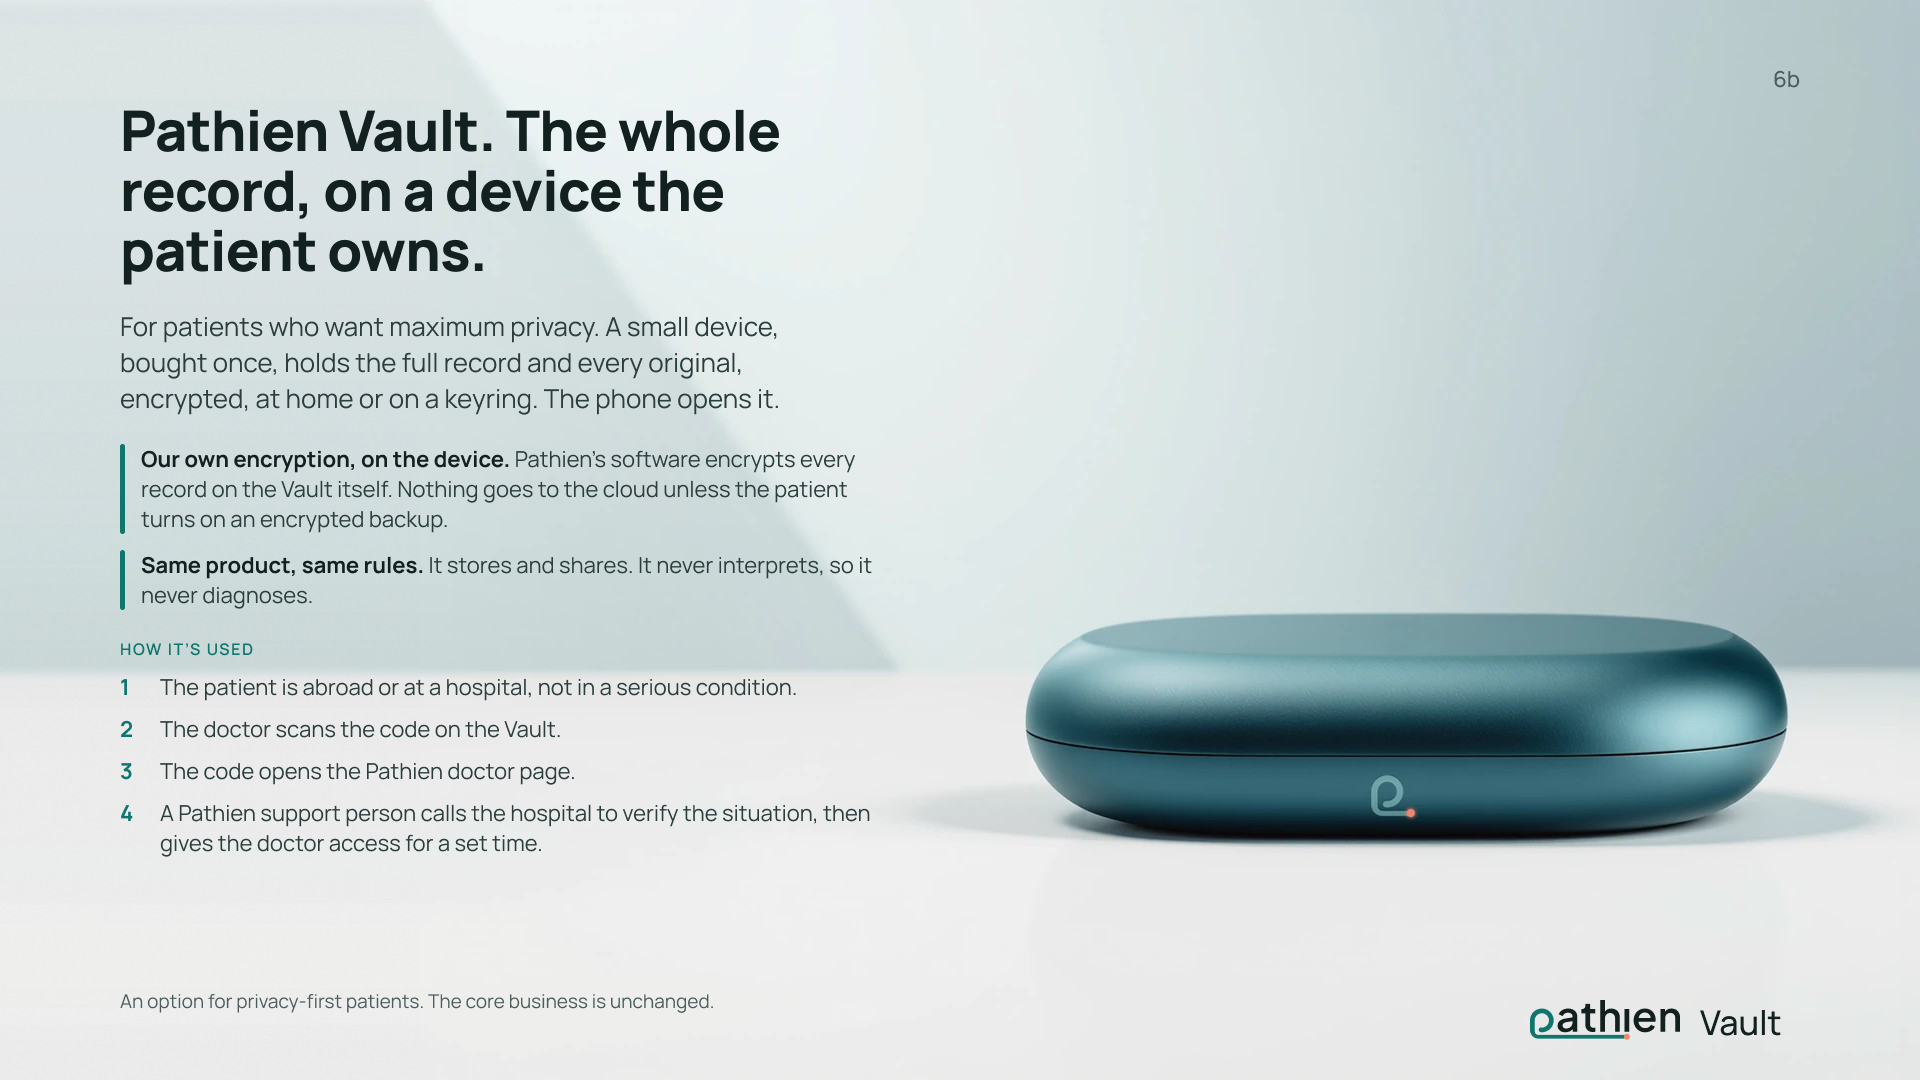 6b
Pathien Vault. The whole
record, on a device the
patient owns.
For patients who want maximum privacy. A small device,
bought once, holds the full record and every original,
encrypted, at home or on a keyring. The phone opens it.
Our own encryption, on the device. Pathien’s software encrypts every
record on the Vault itself. Nothing goes to the cloud unless the patient
turns on an encrypted backup.
Same product, same rules. It stores and shares. It never interprets, so it
never diagnoses.
HOW IT’S USED
1 The patient is abroad or at a hospital, not in a serious condition.
2 The doctor scans the code on the Vault.
3 The code opens the Pathien doctor page.
4 A Pathien support person calls the hospital to verify the situation, then
gives the doctor access for a set time.
An option for privacy-first patients. The core business is unchanged.
pathien Vault